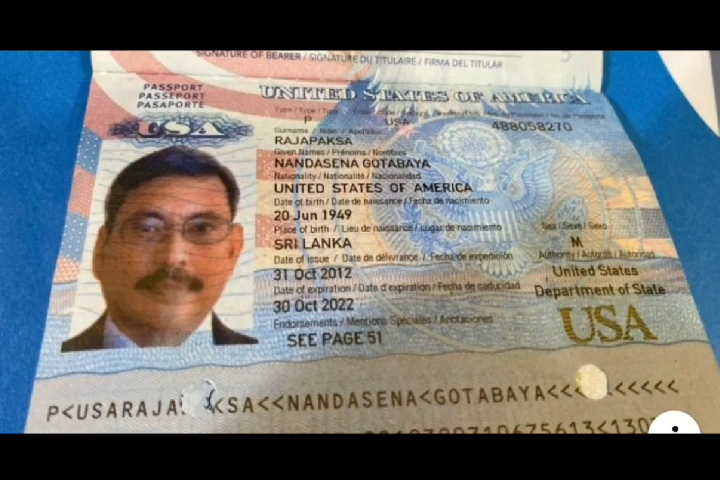 SIGNATURE OF BEARER / SIGNATURE DU TITULAIRE / FIRMA DEL TITULAR
PASSPORT
PASSEPORT
PASAPORTE
USA
UNITED STATES OF AMERICA
P USA 488058270
Surname / Nom / Apellidos
RAJAPAKSA
Given Names / Prénoms / Nombres
NANDASENA GOTABAYA
Nationality / Nationalité / Nacionalidad
UNITED STATES OF AMERICA
Date of birth / Date de naissance / Fecha de nacimiento
20 Jun 1949
Place of birth / Lieu de naissance / Lugar de nacimiento Sex / Sexe / Sexo
SRI LANKA M
Date of issue / Date de délivrance / Fecha de expedición Authority / Autorité / Autoridad
31 Oct 2012 United States
Date of expiration / Date d'expiration / Fecha de caducidad Department of State
30 Oct 2022
Endorsements / Mentions Spéciales / Anotaciones
SEE PAGE 51
USA
P<USARAJA KSA<<NANDASENA<GOTABAYA<<< <<<<<<